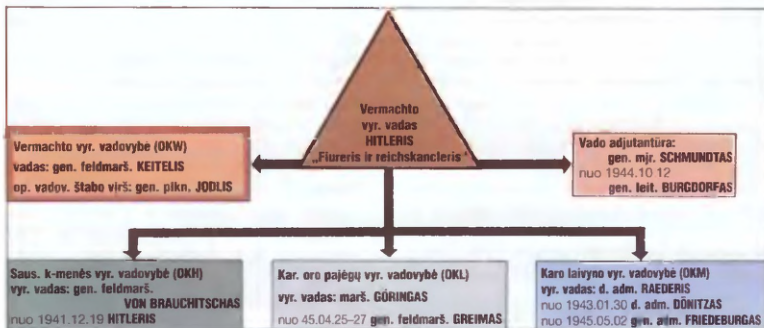 Vermachto
vyr. vadas
HITLERIS
„Fiureris ir reichskancleris“
Vermachto vyr. vadovybė (OKW)
vadas: gen. feldmarš. KEITELIS
op. vadov. štabo virš: gen. plkn. JODLIS
Vado adjutantūra:
gen. mjr. SCHMUNDTAS
nuo 1944.10.12
gen. leit. BURGDORFAS
Saus. k-menės vyr. vadovybė (OKH)
vyr. vadas: gen. feldmarš.
VON BRAUCHITSCHAS
nuo 1941.12.19 HITLERIS
Kar. oro pajėgų vyr. vadovybė (OKL)
vyr. vadas: marš. GÖRINGAS
nuo 45.04.25–27 gen. feldmarš. GREIMAS
Karo laivyno vyr. vadovybė (OKM)
vyr. vadas: d. adm. RAEDERIS
nuo 1943.01.30 d. adm. DÖNITZAS
nuo 1945.05.02 gen. adm. FRIEDEBURGAS